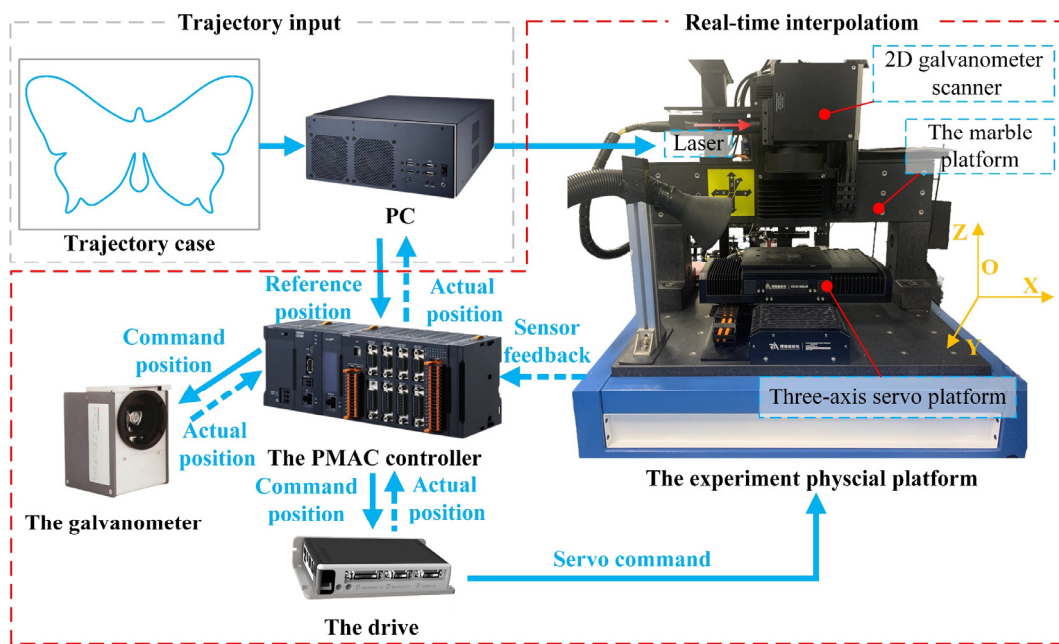 Trajectory input
Real-time interpolatiom
2D galvanometer
scanner
The marble
platform
Laser
PC
Trajectory case
Z
O
X
Y
Reference
position
Actual
position
Command
position
Sensor
feedback
Actual
position
Three-axis servo platform
The PMAC controller
The experiment physcial platform
Command
position
Actual
position
The galvanometer
Servo command
The drive